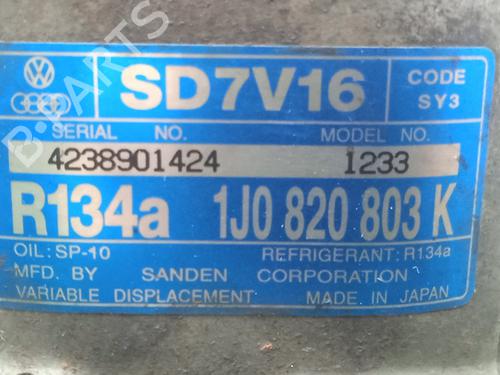 SD7V16
CODE
SY3
SERIAL NO. MODEL NO.
4238901424 1233
R134a 1J0 820 803 K
OIL: SP-10 REFRIGERANT: R134a
MFD. BY SANDEN CORPORATION
VARIABLE DISPLACEMENT MADE IN JAPAN
B-PARTS